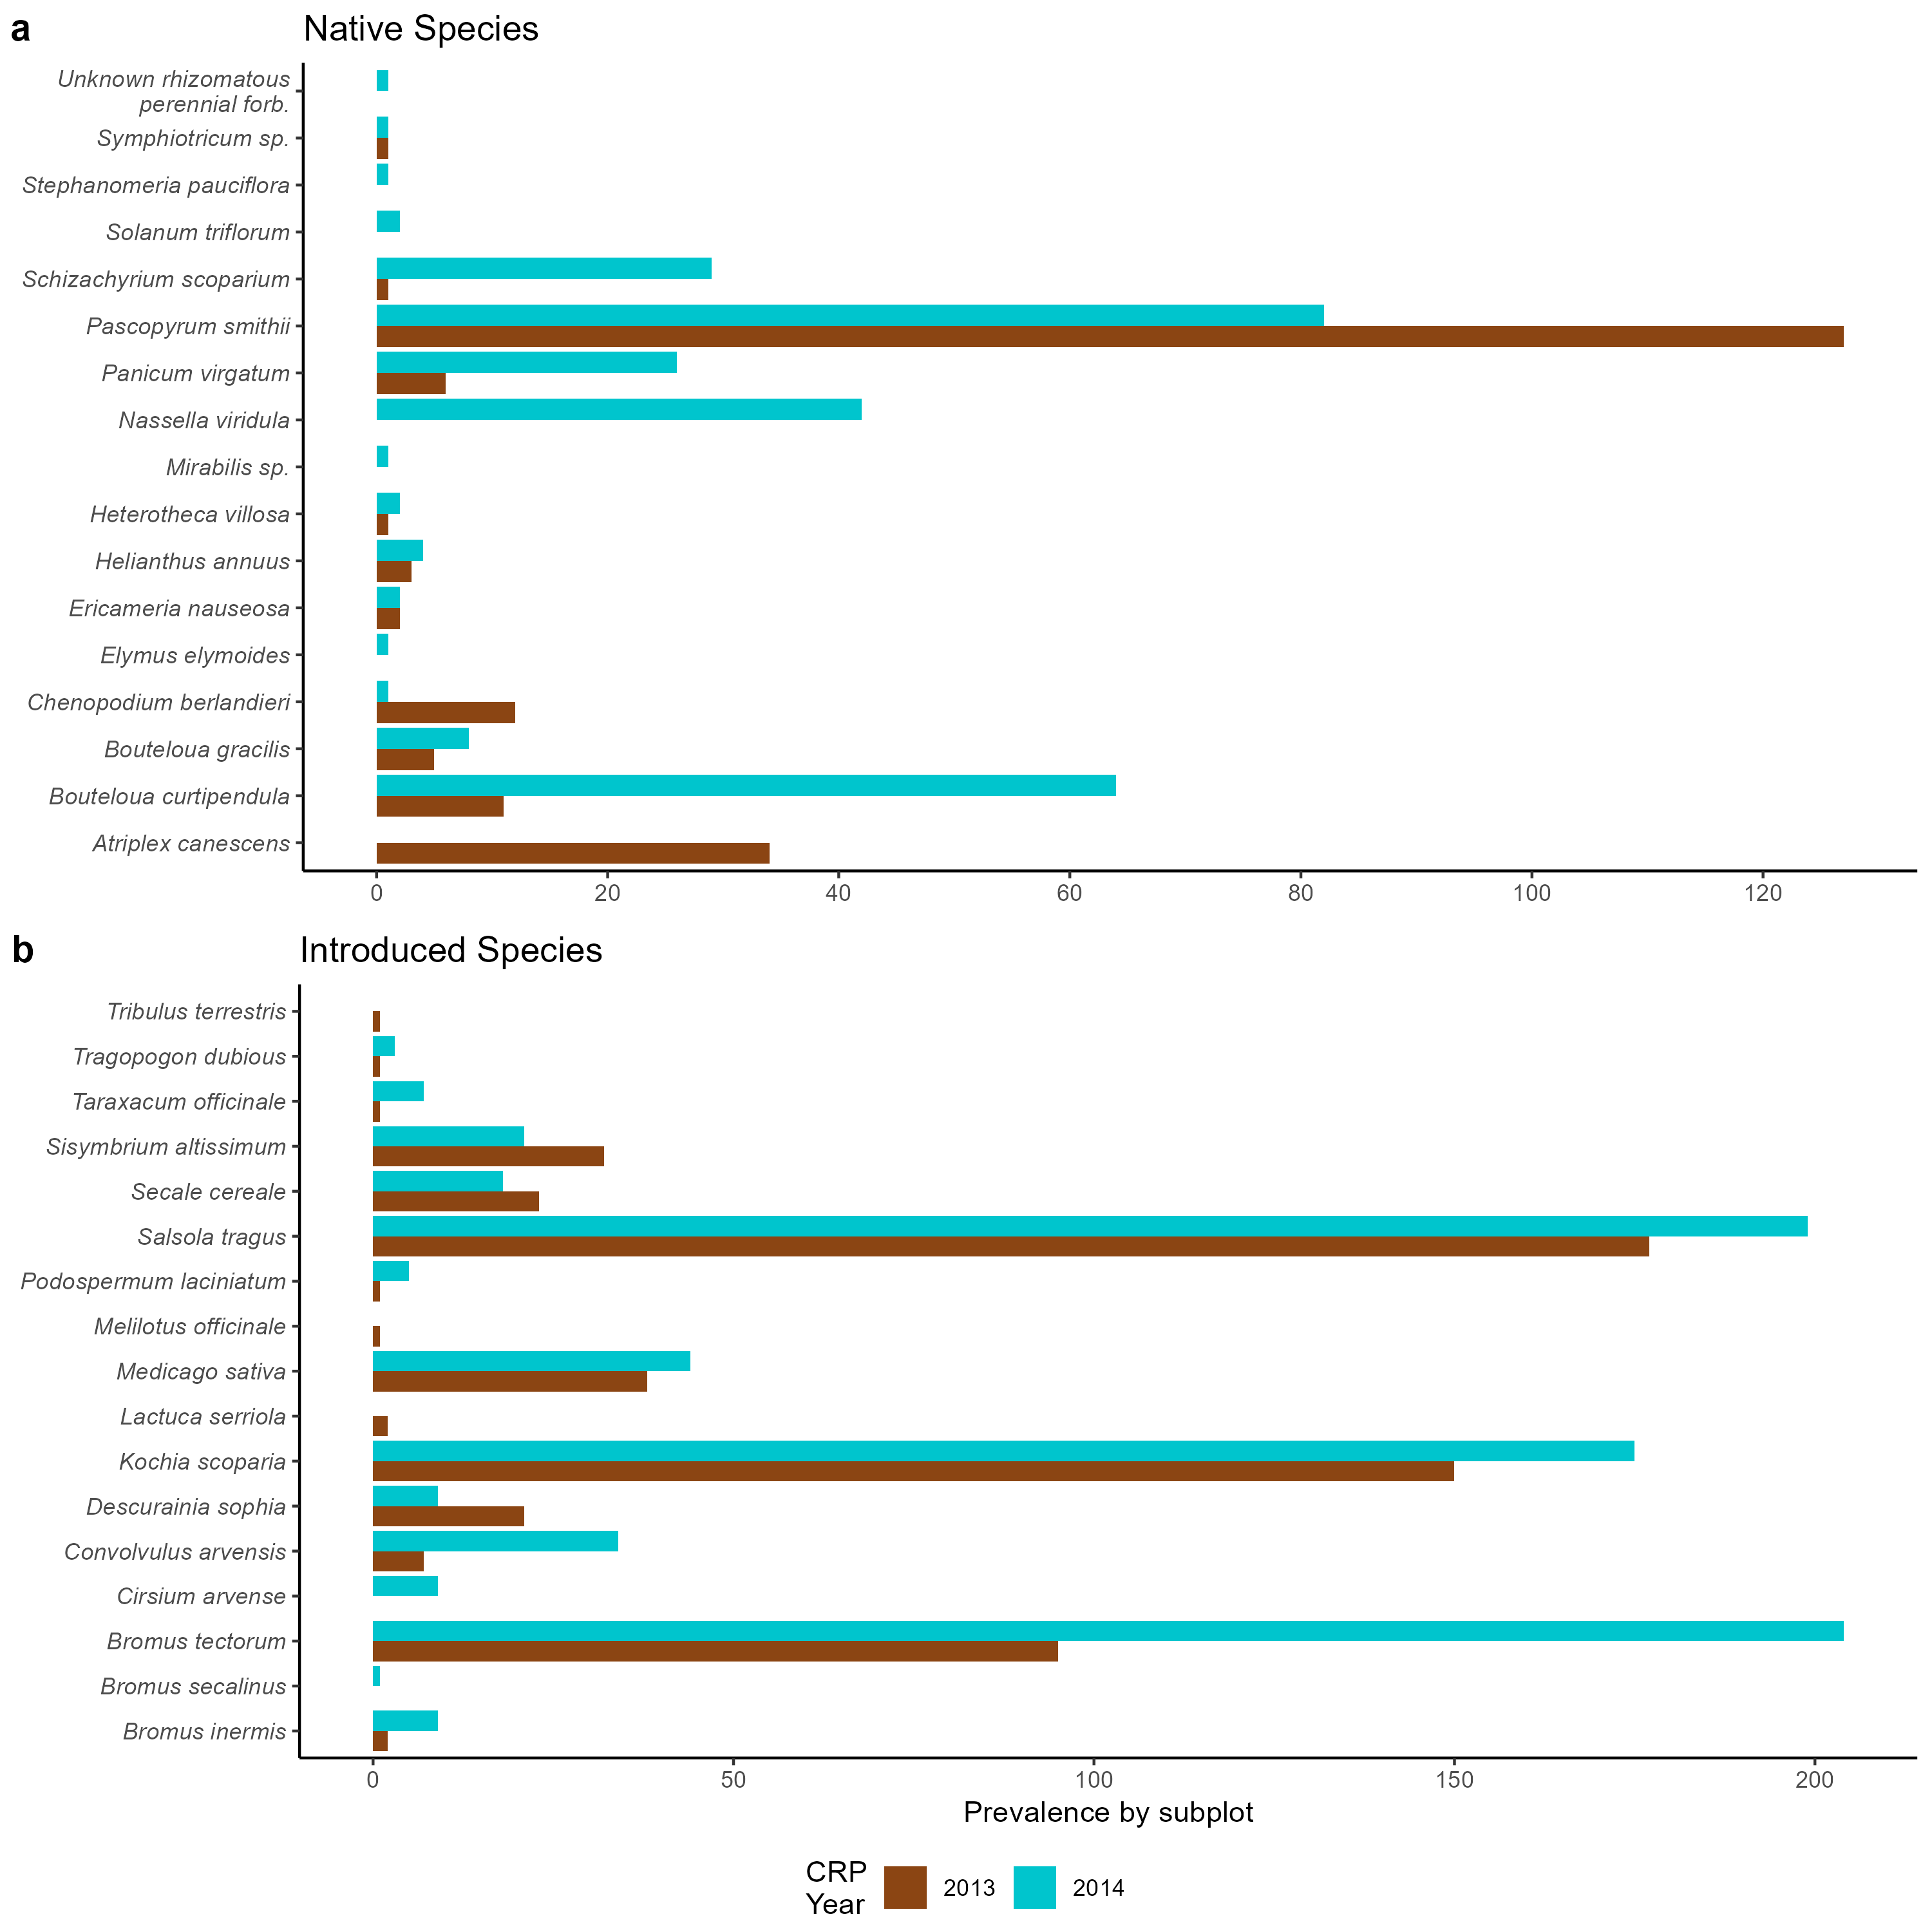 a
Native Species
Unknown rhizomatous
perennial forb.
Symphiotricum sp.
Stephanomeria pauciflora
Solanum triflorum
Schizachyrium scoparium
Pascopyrum smithii
Panicum virgatum
Nassella viridula
Mirabilis sp.
Heterotheca villosa
Helianthus annuus
Ericameria nauseosa
Elymus elymoides
Chenopodium berlandieri
Bouteloua gracilis
Bouteloua curtipendula
Atriplex canescens
0 20 40 60 80 100 120
b
Introduced Species
Tribulus terrestris
Tragopogon dubious
Taraxacum officinale
Sisymbrium altissimum
Secale cereale
Salsola tragus
Podospermum laciniatum
Melilotus officinale
Medicago sativa
Lactuca serriola
Kochia scoparia
Descurainia sophia
Convolvulus arvensis
Cirsium arvense
Bromus tectorum
Bromus secalinus
Bromus inermis
0 50 100 150 200
Prevalence by subplot
CRP
Year
2013 2014